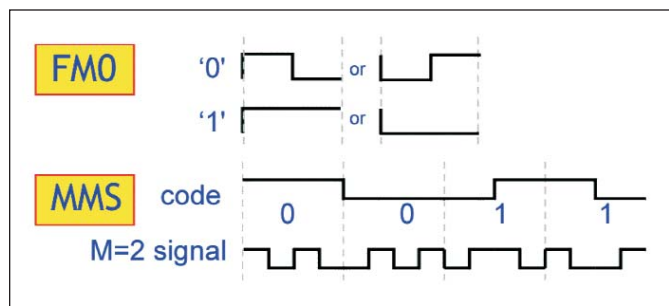 FM0 '0' or
'1' or
MMS code
0 0 1 1
M=2 signal